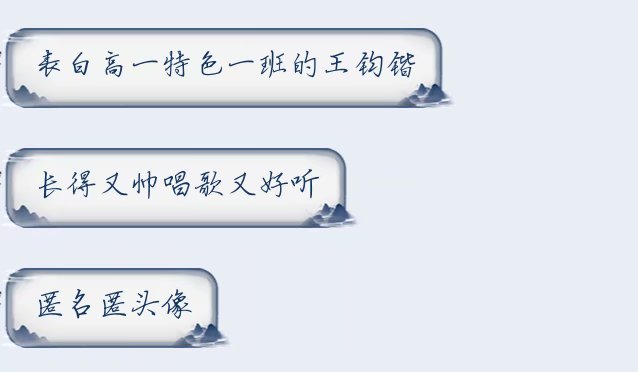 表白高一特色一班的王钧锴
长得又帅唱歌又好听
匿名匿头像